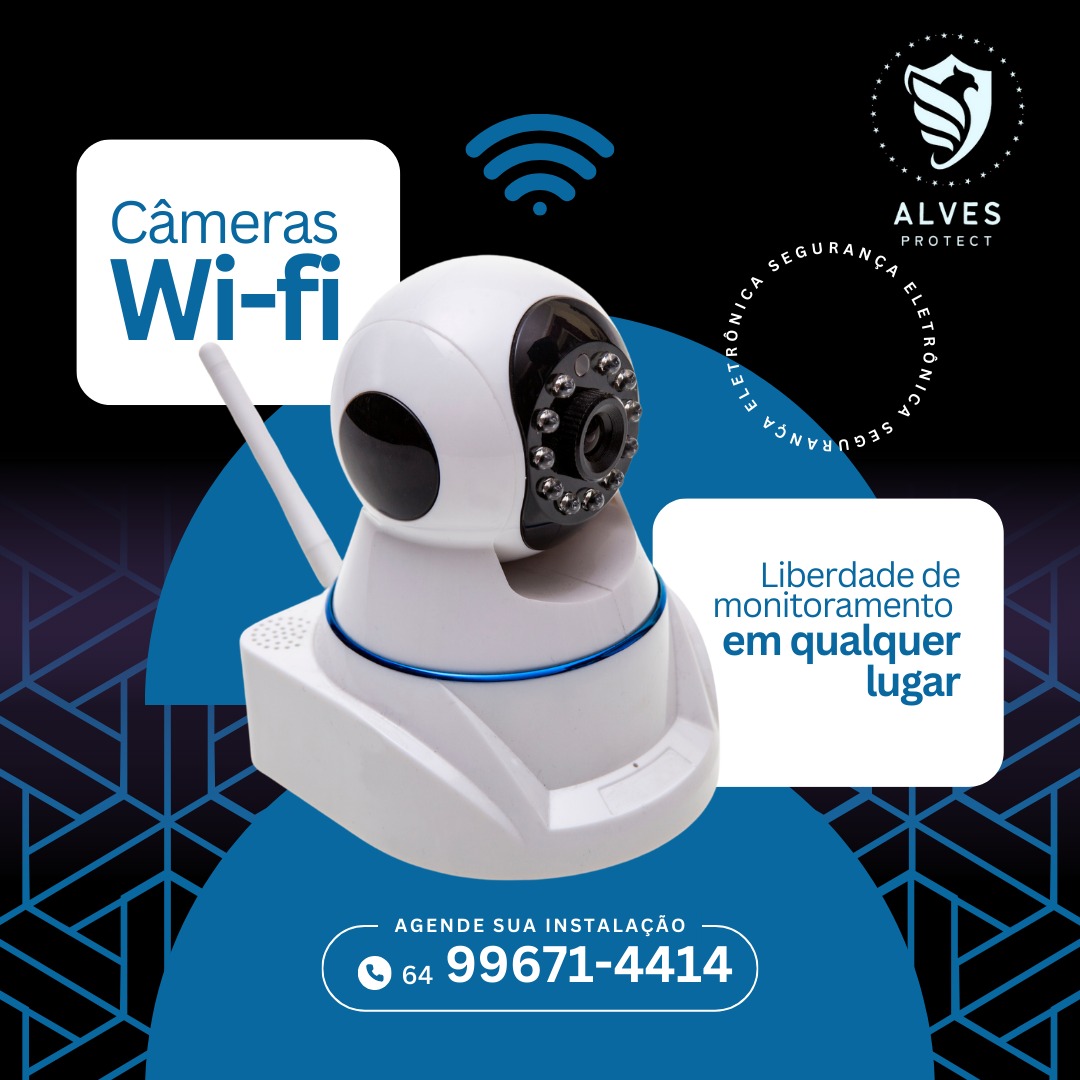 ALVES
PROTECT
Câmeras
Wi-fi
SEGURANÇA ELETRÔNICA SEGURANÇA ELETRÔNICA
Liberdade de
monitoramento
em qualquer
lugar
AGENDE SUA INSTALAÇÃO
64 99671-4414